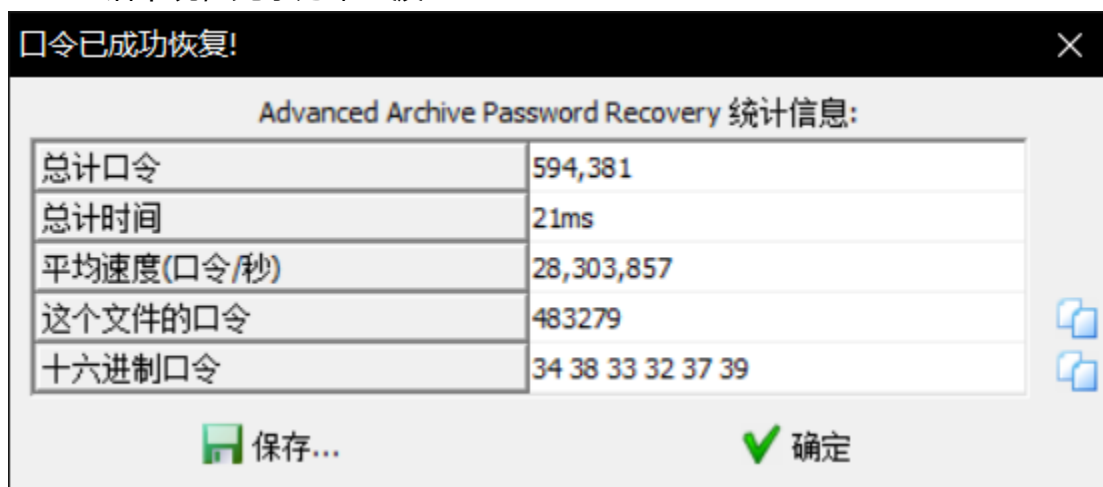 口令已成功恢复!
Advanced Archive Password Recovery 统计信息:
总计口令 594,381
总计时间 21ms
平均速度(口令/秒) 28,303,857
这个文件的口令 483279
十六进制口令 34 38 33 32 37 39
保存... 确定